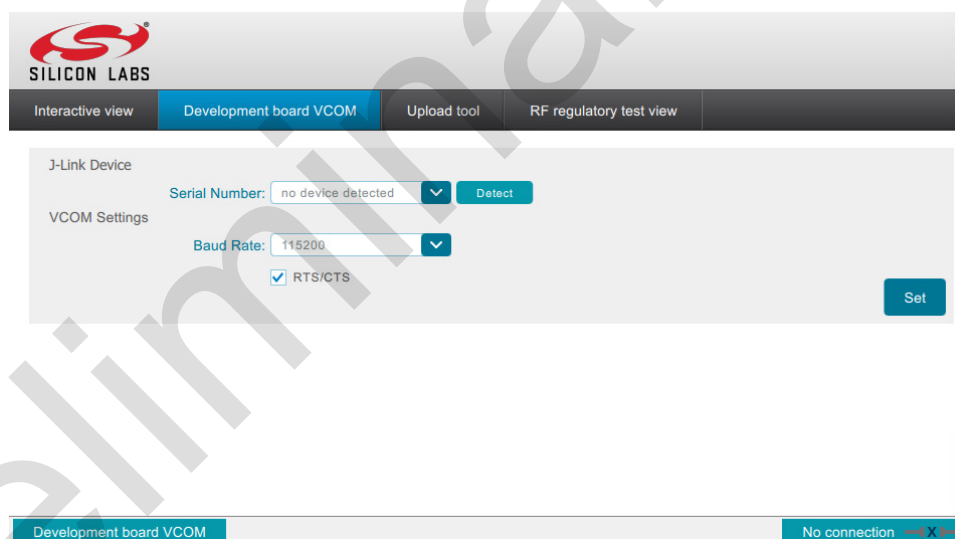 SILICON LABS
Interactive view Development board VCOM Upload tool RF regulatory test view
J-Link Device
Serial Number: no device detected Detect
VCOM Settings
Baud Rate: 115200
RTS/CTS
Set
Development board VCOM No connection X